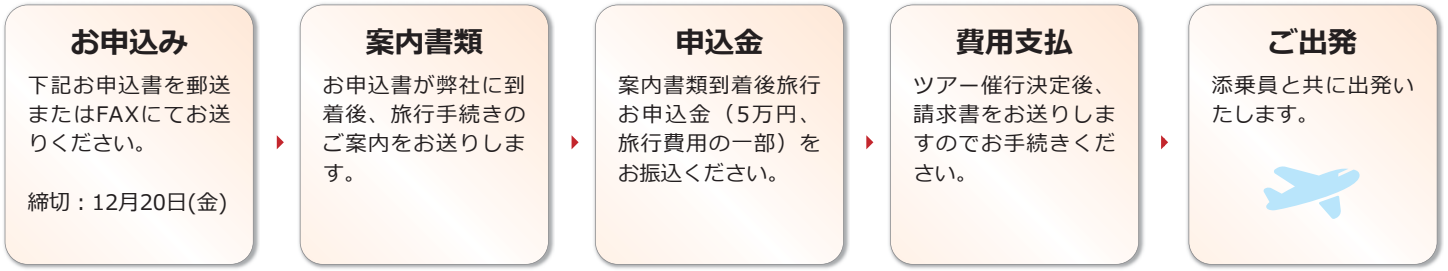 お申込み
下記お申込書を郵送
またはFAXにてお送
りください。
締切：12月20日(金)
案内書類
お申込書が弊社に到
着後、旅行手続きの
ご案内をお送りしま
す。
申込金
案内書類到着後旅行
お申込金（5万円、
旅行費用の一部）を
お振込ください。
費用支払
ツアー催行決定後、
請求書をお送りしま
すのでお手続きくだ
さい。
ご出発
添乗員と共に出発い
たします。